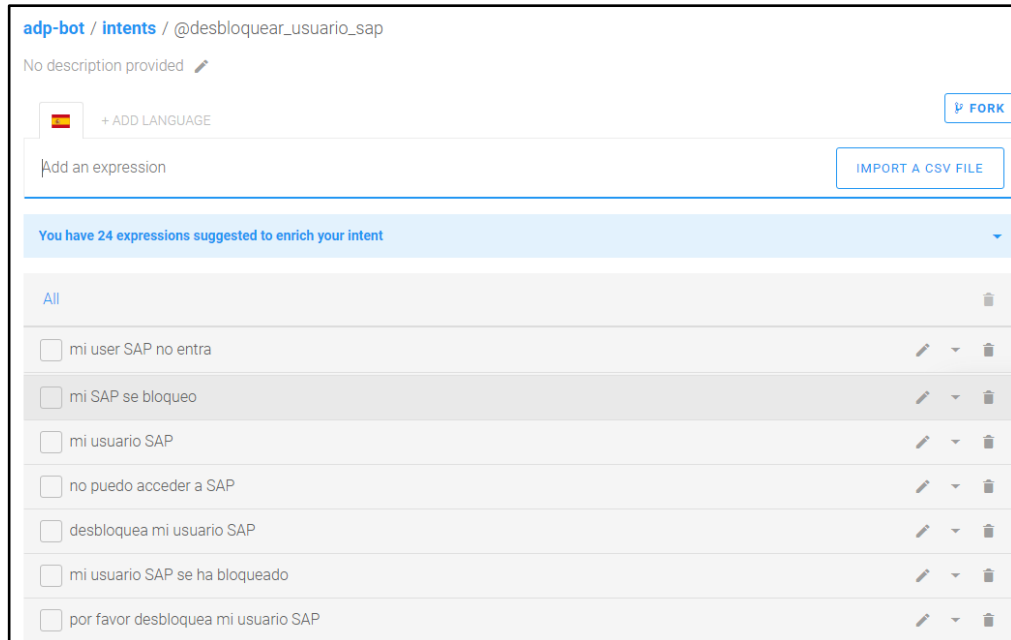 adp-bot / intents / @desbloquear_usuario_sap
No description provided
+ ADD LANGUAGE
FORK
Add an expression
IMPORT A CSV FILE
You have 24 expressions suggested to enrich your intent
All
mi user SAP no entra
mi SAP se bloqueo
mi usuario SAP
no puedo acceder a SAP
desbloquea mi usuario SAP
mi usuario SAP se ha bloqueado
por favor desbloquea mi usuario SAP